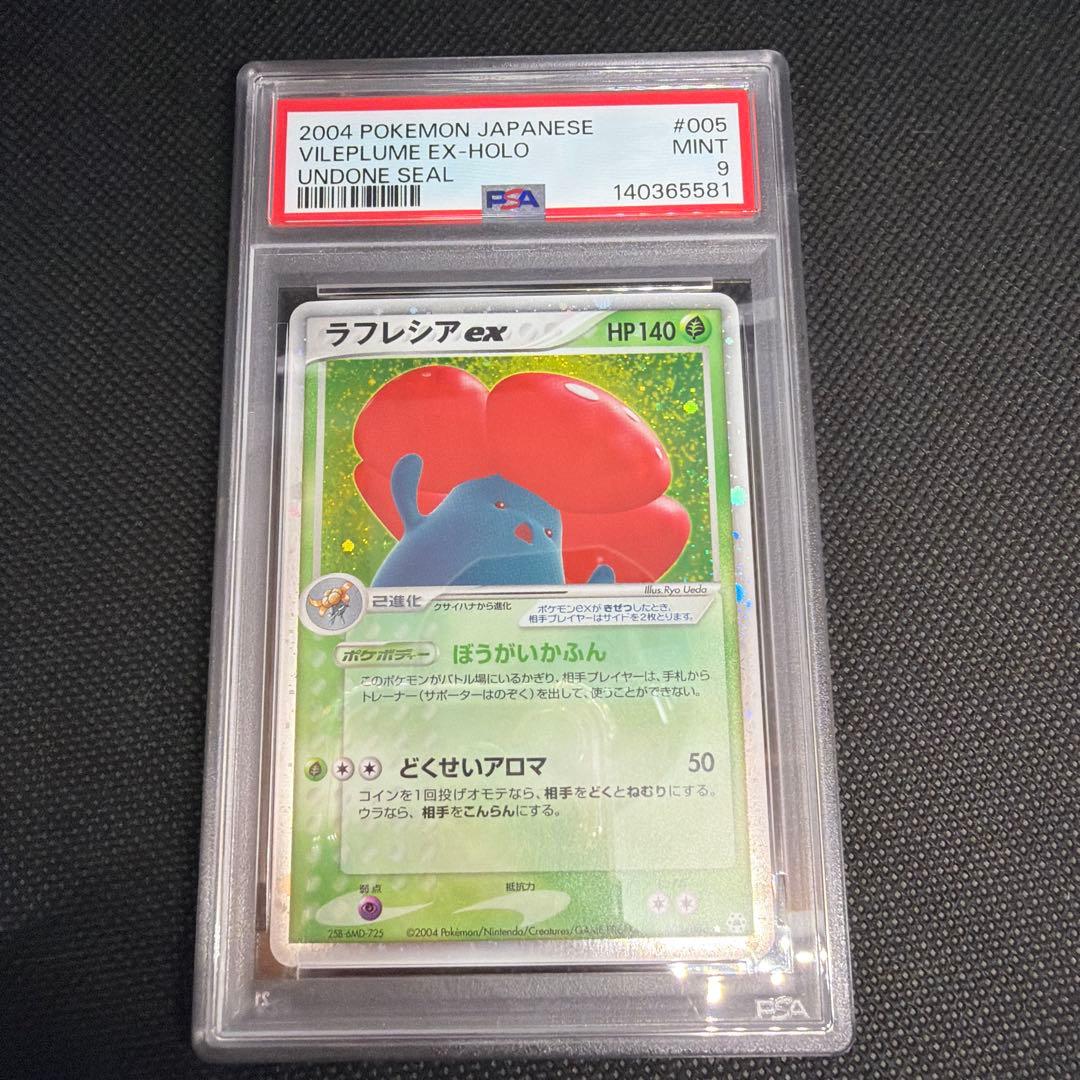 2004 POKEMON JAPANESE #005
VILEPLUME EX-HOLO MINT
UNDONE SEAL 9
PSA 140365581
ラフレシアex HP140
Illus. Ryo Ueda
2進化 クサイハナから進化
ポケモンexが きぜつしたとき、
相手プレイヤーはサイドを2枚とります。
ポケボディー ぼうがいかふん
このポケモンがバトル場にいるかぎり、相手プレイヤーは、手札から
トレーナー(サポーターはのぞく)を出して、使うことができない。
どくせいアロマ 50
コインを1回投げオモテなら、相手をどくとねむりにする。
ウラなら、相手をこんらんにする。
弱点 抵抗力
25B-6MD-725 ©2004 Pokémon/Nintendo/Creatures/GAME
PSA